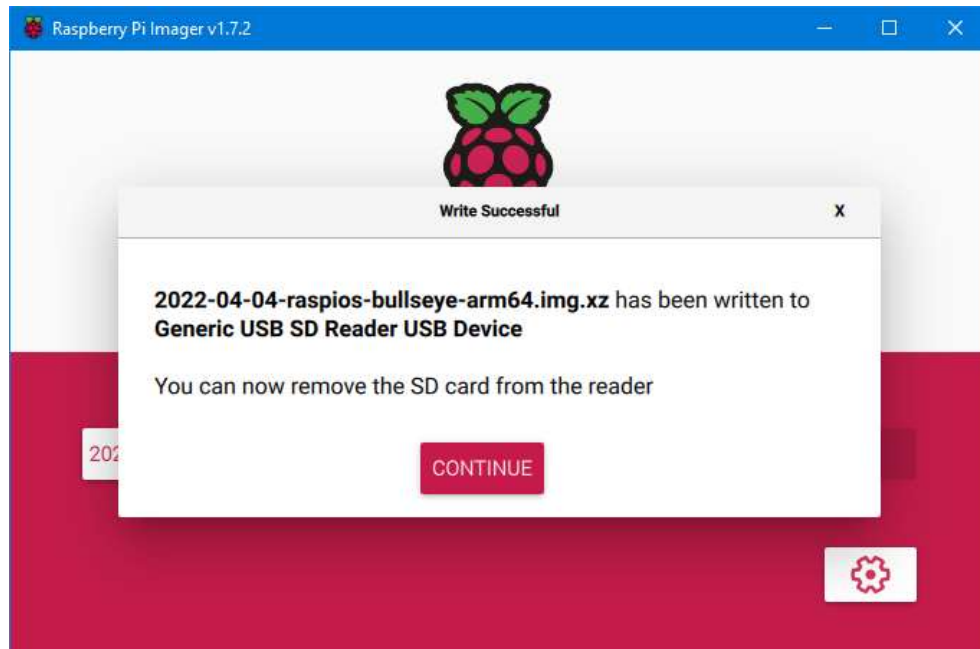 Raspberry Pi Imager v1.7.2
Write Successful X
2022-04-04-raspios-bullseye-arm64.img.xz has been written to
Generic USB SD Reader USB Device
You can now remove the SD card from the reader
202
CONTINUE